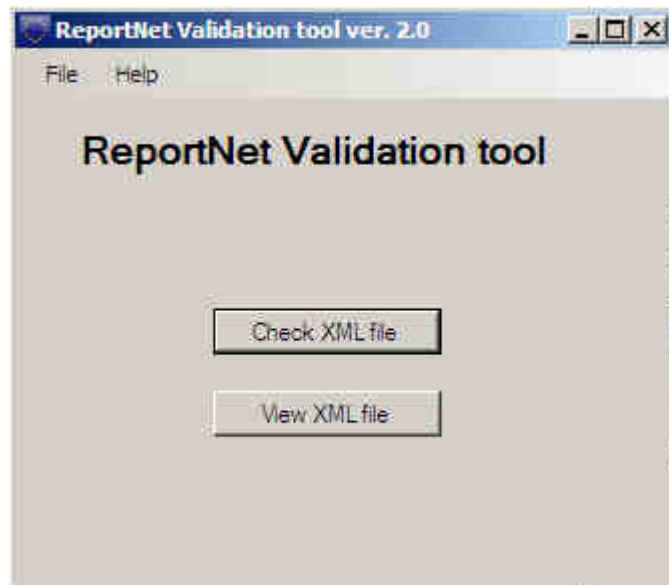 ReportNet Validation tool ver. 2.0
File Help
ReportNet Validation tool
Check XML file
View XML file